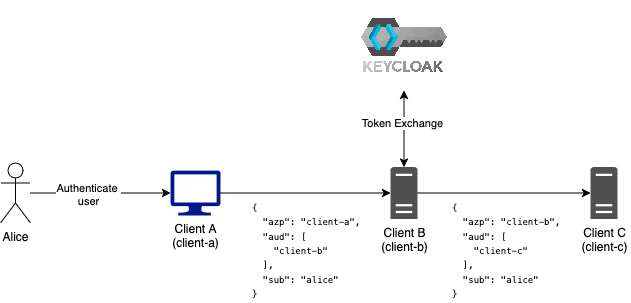 KEYCLOAK
Token Exchange
Authenticate
user
Alice
Client A
(client-a)
{
"azp": "client-a",
"aud": [
"client-b"
],
"sub": "alice"
}
Client B
(client-b)
{
"azp": "client-b",
"aud": [
"client-c"
],
"sub": "alice"
}
Client C
(client-c)